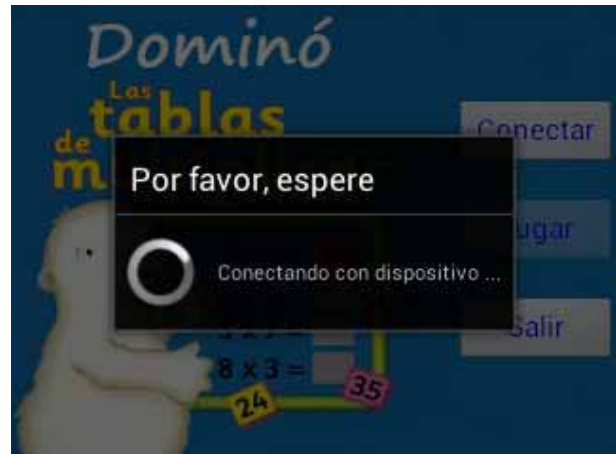 Dominó
Las
tablas
de
Conectar
Por favor, espere
Conectando con dispositivo ...
Salir
8 x 3 =
24
35